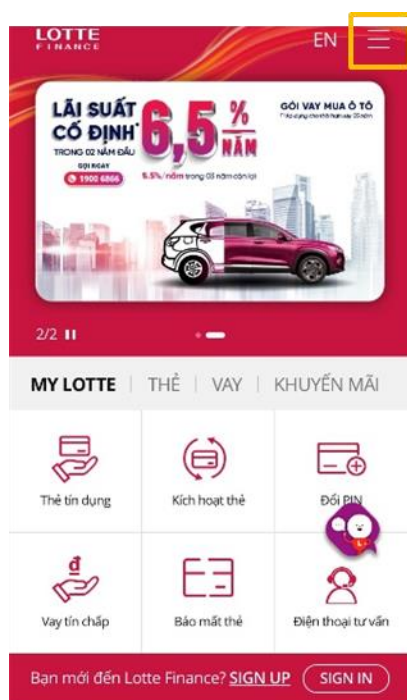 LOTTE
FINANCE
EN
LÃI SUẤT
CỐ ĐỊNH*
TRONG 02 NĂM ĐẦU
GỌI NGAY
1900 6866
6,5%
NĂM
GÓI VAY MUA Ô TÔ
trong 03 năm còn lại
2/2
MY LOTTE | THẺ | VAY | KHUYẾN MÃI
Thẻ tín dụng
Kích hoạt thẻ
Đổi PIN
Vay tín chấp
Báo mất thẻ
Điện thoại tư vấn
Bạn mới đến Lotte Finance? SIGN UP
SIGN IN